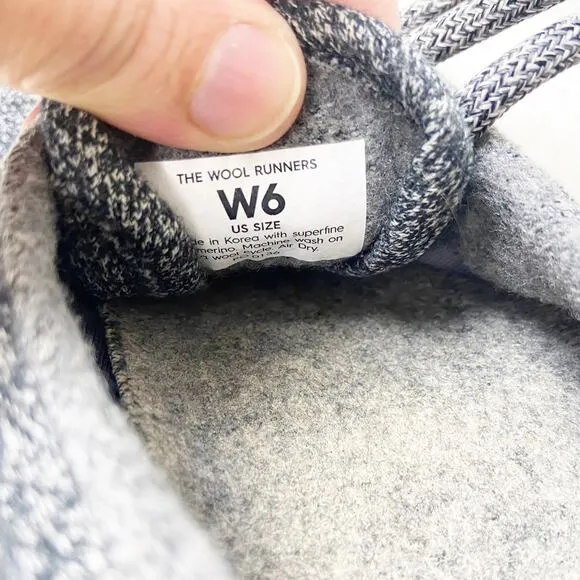 THE WOOL RUNNERS
W6
US SIZE
in Korea with superfine
merino. Machine wash on
wool cycle. Air Dry.